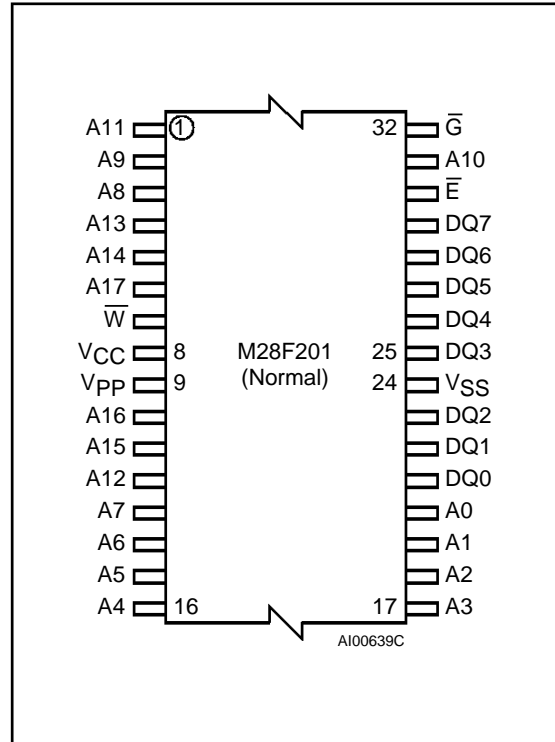 A11 1 32 G̅
A9 A10
A8 E̅
A13 DQ7
A14 DQ6
A17 DQ5
W̅ DQ4
VCC 8 M28F201 25 DQ3
VPP 9 (Normal) 24 VSS
A16 DQ2
A15 DQ1
A12 DQ0
A7 A0
A6 A1
A5 A2
A4 16 17 A3
AI00639C